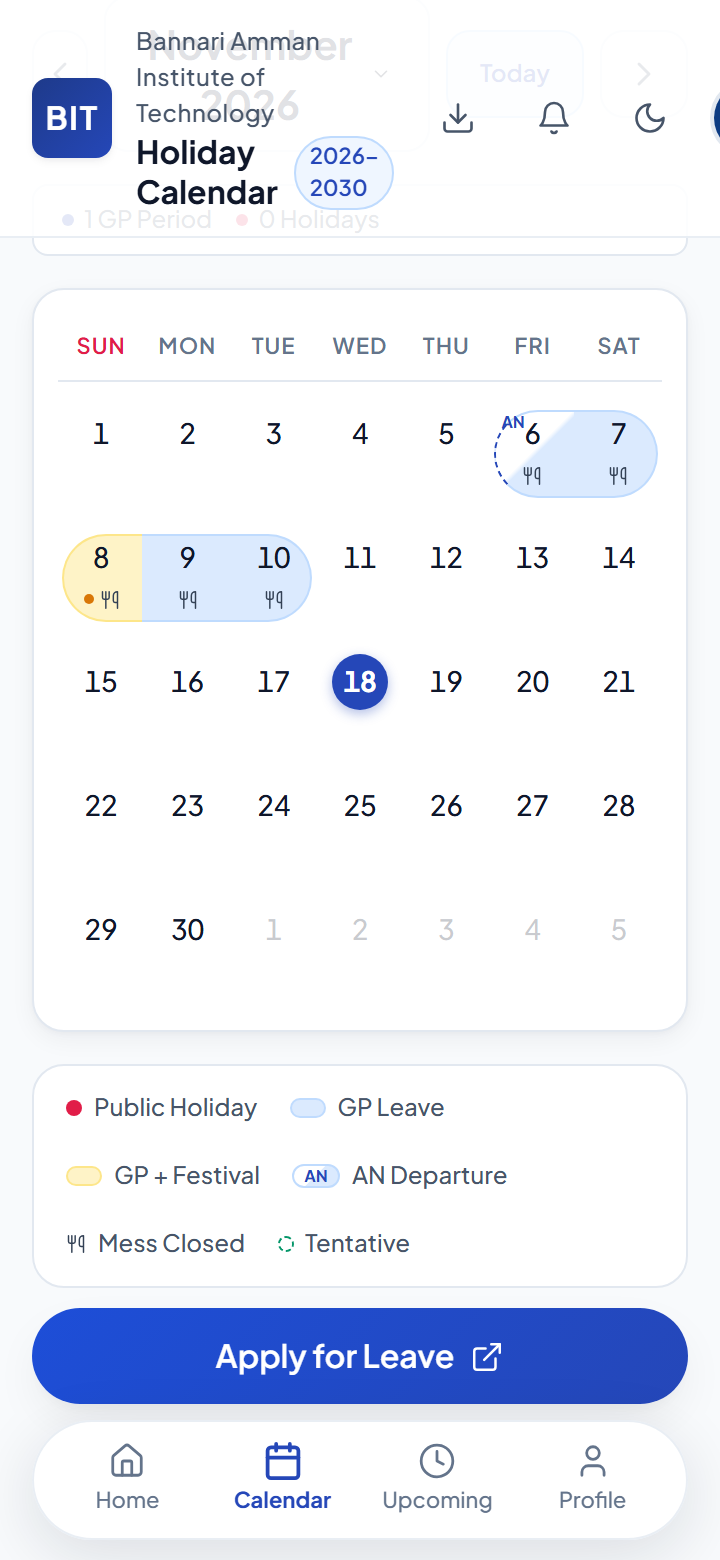 Bannari Amman
Institute of
Technology
BIT
Holiday
Calendar
2026–
2030
November
2026
Today
1 GP Period 0 Holidays
SUN MON TUE WED THU FRI SAT
1 2 3 4 5 AN 6 7
8 9 10 11 12 13 14
15 16 17 18 19 20 21
22 23 24 25 26 27 28
29 30 1 2 3 4 5
Public Holiday GP Leave
GP + Festival AN AN Departure
Mess Closed Tentative
Apply for Leave
Home Calendar Upcoming Profile